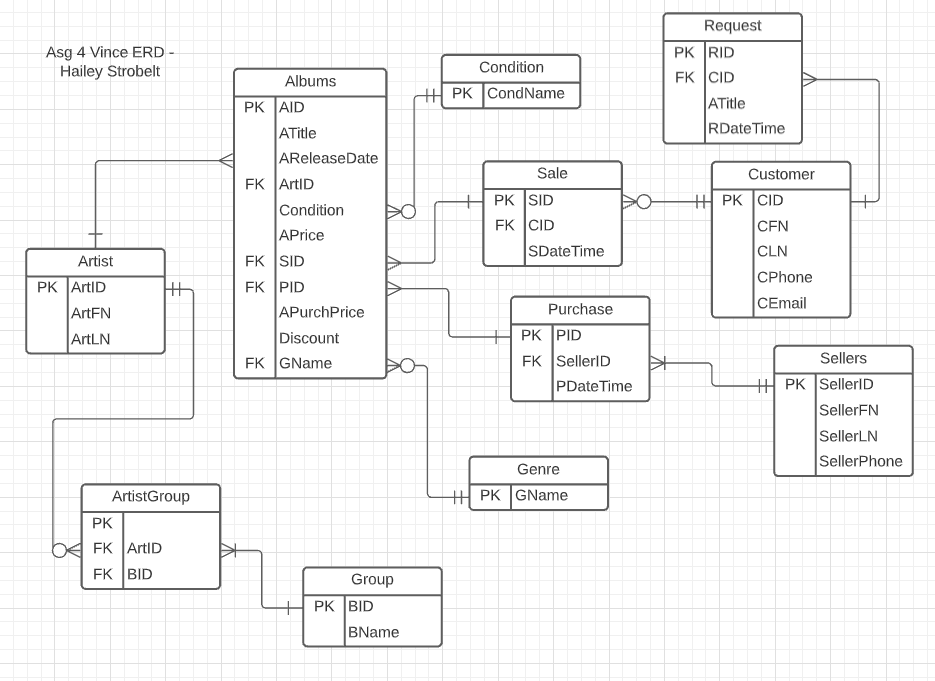 Asg 4 Vince ERD -
Hailey Strobelt
Albums
PK AID
ATitle
AReleaseDate
FK ArtID
Condition
APrice
FK SID
FK PID
APurchPrice
Discount
FK GName
Condition
PK CondName
Request
PK RID
FK CID
ATitle
RDateTime
Sale
PK SID
FK CID
SDateTime
Customer
PK CID
CFN
CLN
CPhone
CEmail
Artist
PK ArtID
ArtFN
ArtLN
Purchase
PK PID
FK SellerID
PDateTime
Sellers
PK SellerID
SellerFN
SellerLN
SellerPhone
Genre
PK GName
ArtistGroup
PK
FK ArtID
FK BID
Group
PK BID
BName